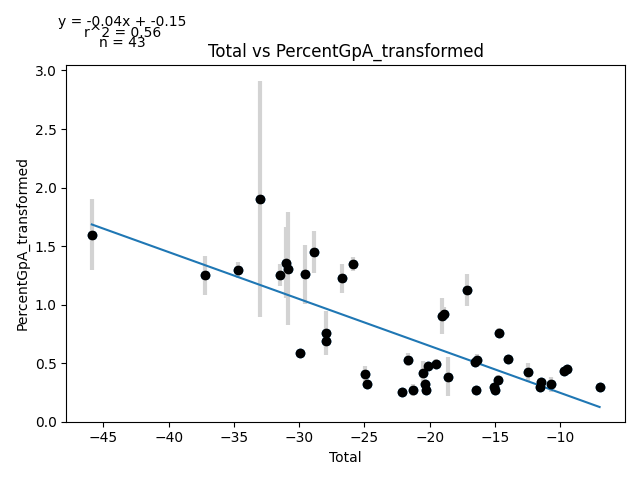 y = -0.04x + -0.15
r^2 = 0.56
n = 43
Total vs PercentGpA_transformed
3.0
2.5
2.0
1.5
1.0
0.5
0.0
PercentGpA_transformed
−45
−40
−35
−30
−25
−20
−15
−10
Total